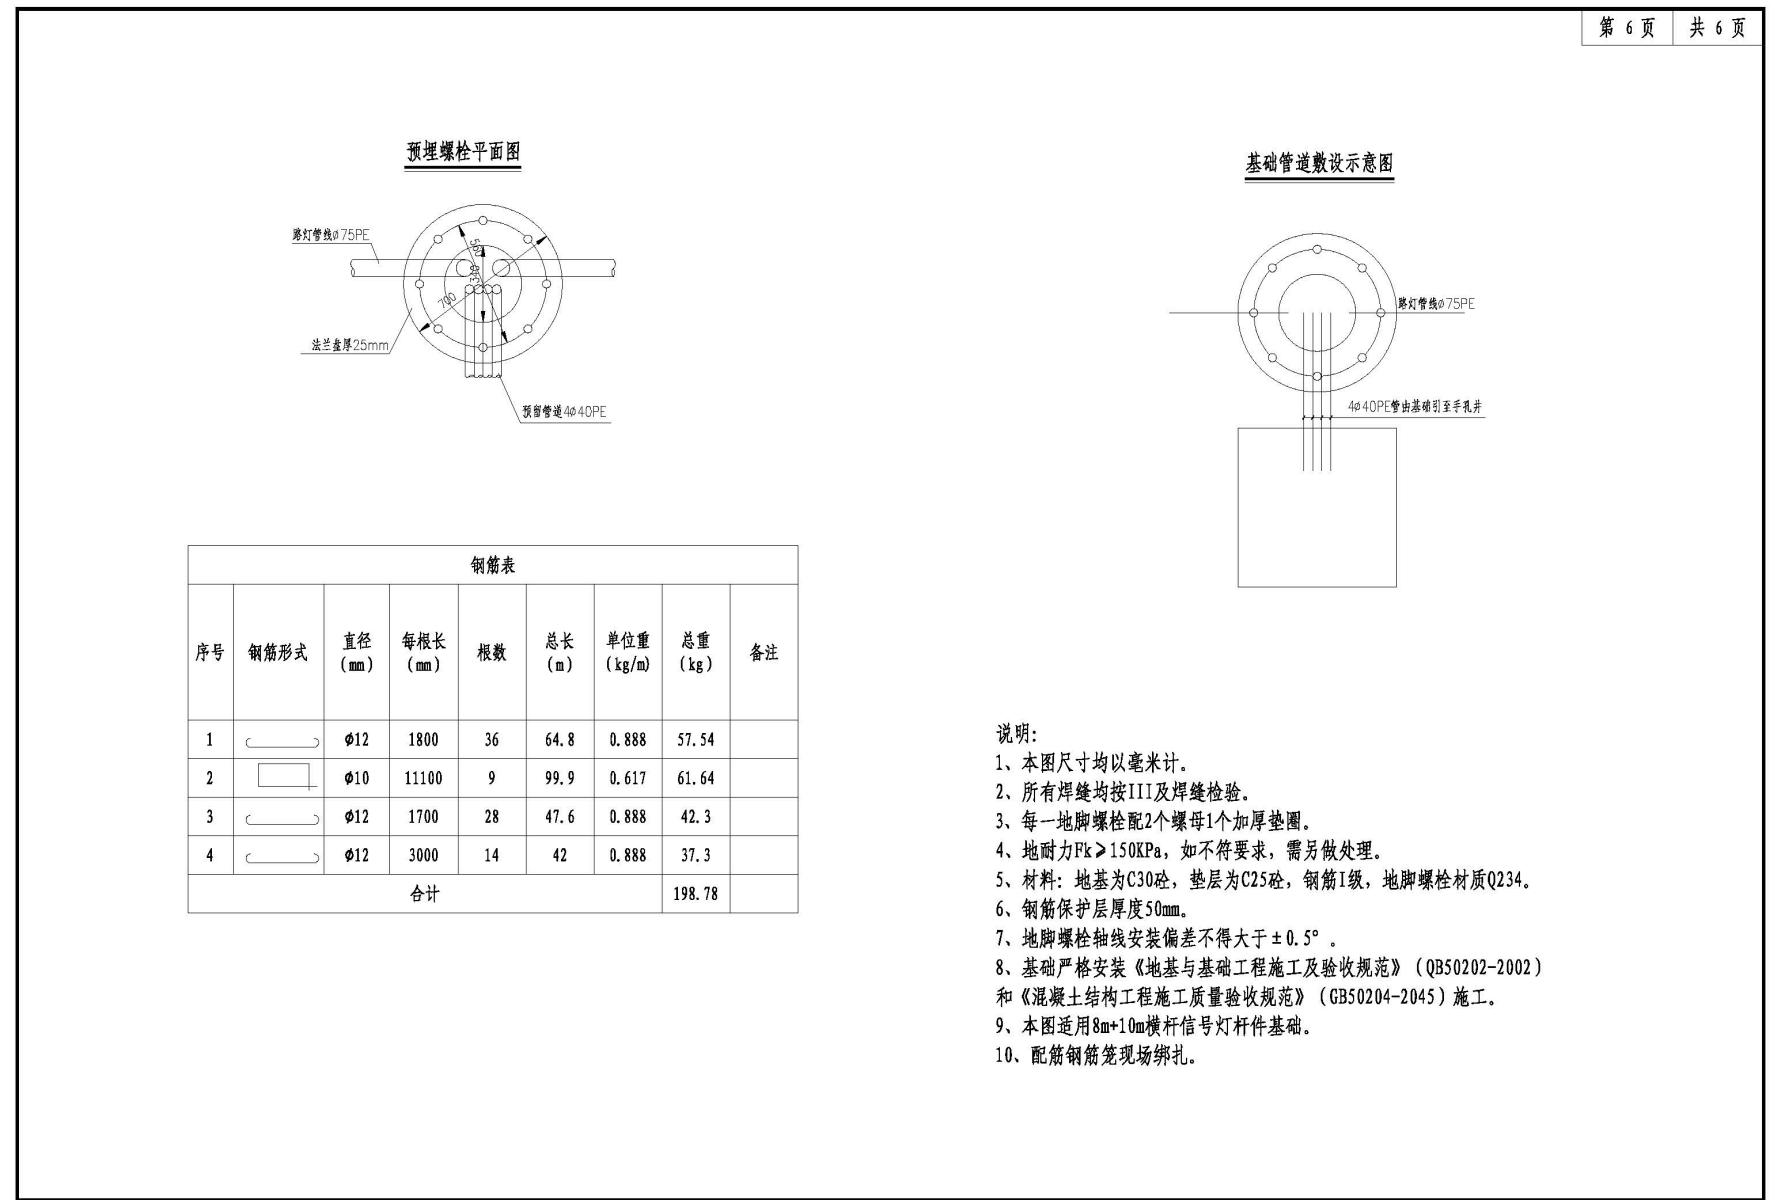 第 6 页 共 6 页
预埋螺栓平面图
路灯管线ø75PE
560
340
700
法兰盘厚25mm
预留管道4ø40PE
基础管道敷设示意图
路灯管线ø75PE
4ø40PE管由基础引至手孔井
钢筋表
序号 钢筋形式 直径(mm) 每根长(mm) 根数 总长(m) 单位重(kg/m) 总重(kg) 备注
1 ϕ12 1800 36 64.8 0.888 57.54
2 ϕ10 11100 9 99.9 0.617 61.64
3 ϕ12 1700 28 47.6 0.888 42.3
4 ϕ12 3000 14 42 0.888 37.3
合计 198.78
说明:
1、本图尺寸均以毫米计。
2、所有焊缝均按III及焊缝检验。
3、每一地脚螺栓配2个螺母1个加厚垫圈。
4、地耐力Fk≥150KPa，如不符要求，需另做处理。
5、材料：地基为C30砼，垫层为C25砼，钢筋I级，地脚螺栓材质Q234。
6、钢筋保护层厚度50mm。
7、地脚螺栓轴线安装偏差不得大于±0.5°。
8、基础严格安装《地基与基础工程施工及验收规范》（QB50202-2002）
和《混凝土结构工程施工质量验收规范》（GB50204-2045）施工。
9、本图适用8m+10m横杆信号灯杆件基础。
10、配筋钢筋笼现场绑扎。